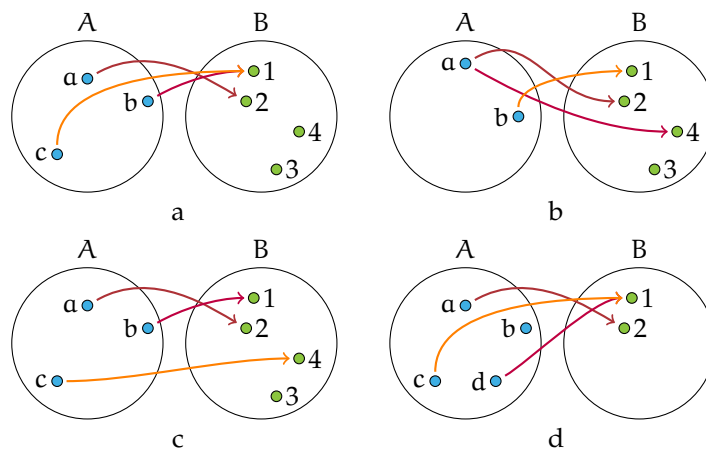 A B A B
a 1 a 1
b 2 2
4 b 4
c 3 3
a b
A B A B
a 1 a 1
b 2 b 2
c 4 c d
3
c d